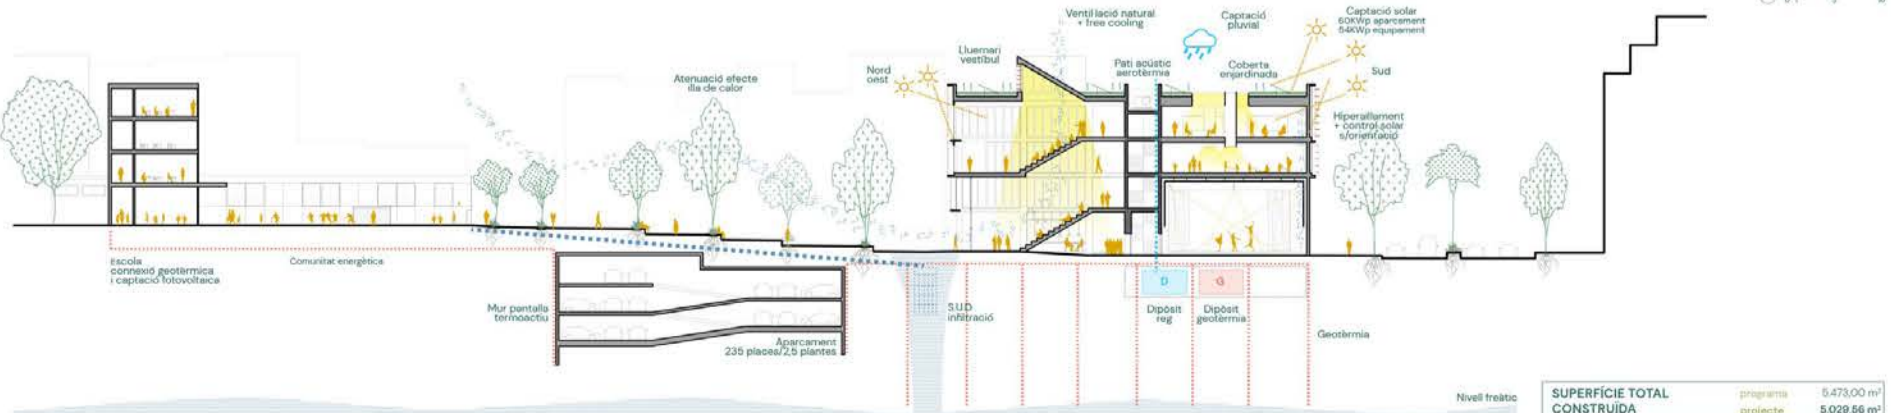 Ventil·lació natural
+ free cooling
Captació
pluvial
Captació solar
60KWp aparcament
54KWp equipament
Lluernari
vestíbul
Nord
oest
Pati acústic
aerotèrmia
Coberta
enjardinada
Sud
Atenuació efecte
illa de calor
Hiperaïllament
+ control solar
s/orientació
Escola
connexió geotèrmica
i captació fotovoltaica
Comunitat energètica
Mur pantalla
termoactiu
Aparcament
235 places/2,5 plantes
S.U.D
infiltració
D
G
Dipòsit
reg
Dipòsit
geotèrmia
Geotèrmia
Nivell freàtic
SUPERFÍCIE TOTAL
CONSTRUÏDA
programa 5.473,00 m²
projecte 5.029,56 m²